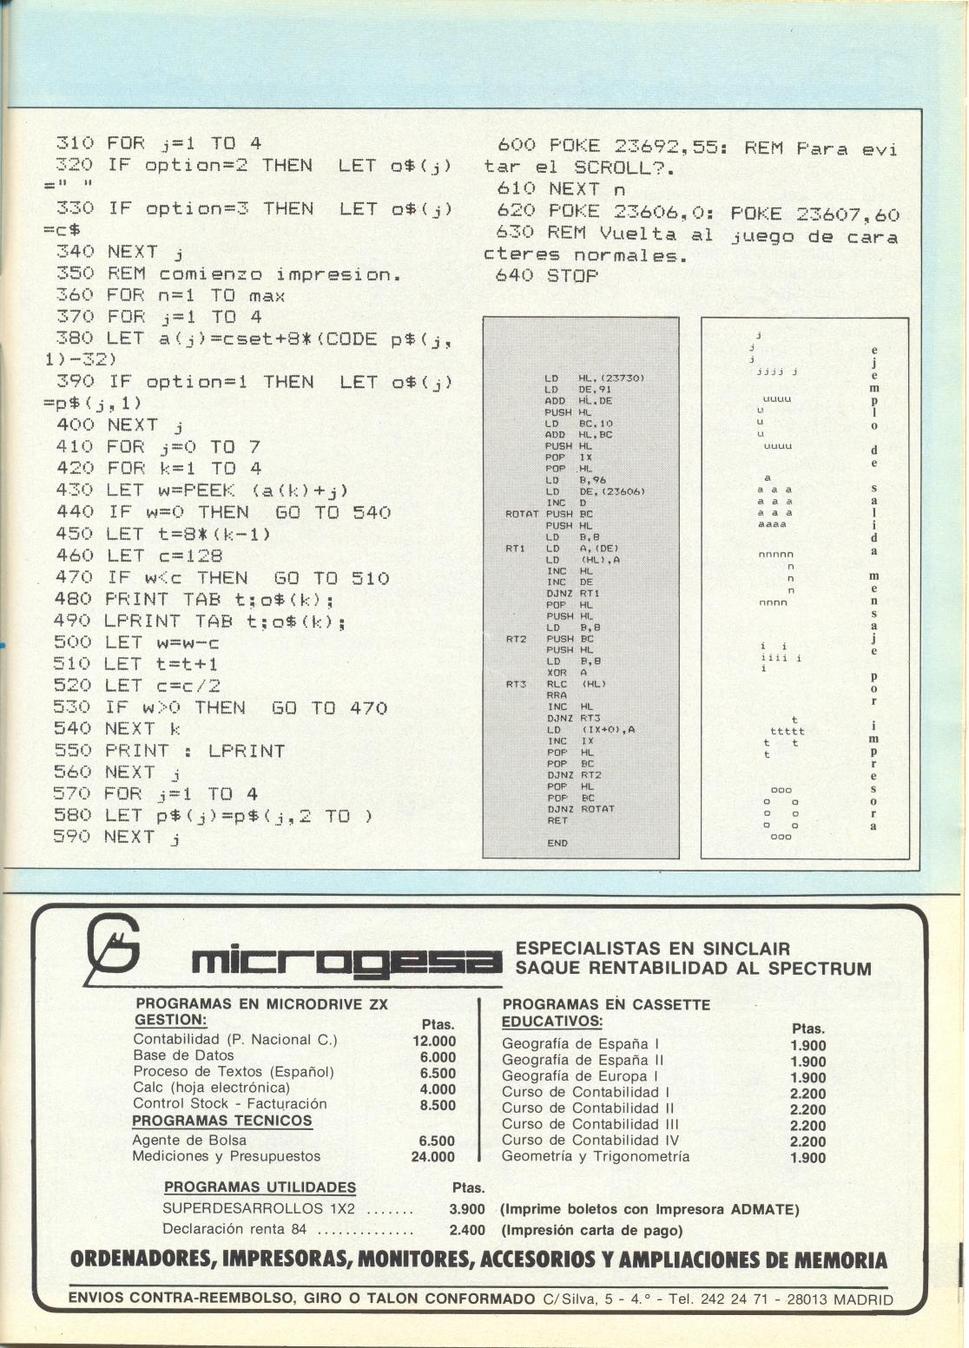 310 FOR j=1 TO 4
320 IF option=2 THEN  LET o$(j)
=" "
330 IF option=3 THEN  LET o$(j)
=c$
340 NEXT j
350 REM comienzo impresion.
360 FOR n=1 TO max
370 FOR j=1 TO 4
380 LET a(j)=cset+8*(CODE p$(j,
1)-32)
390 IF option=1 THEN  LET o$(j)
=p$(j,1)
400 NEXT j
410 FOR j=0 TO 7
420 FOR k=1 TO 4
430 LET w=PEEK (a(k)+j)
440 IF w=0 THEN  GO TO 540
450 LET t=8*(k-1)
460 LET c=128
470 IF w<c THEN  GO TO 510
480 PRINT TAB t;o$(k);
490 LPRINT TAB t;o$(k);
500 LET w=w-c
510 LET t=t+1
520 LET c=c/2
530 IF w>0 THEN  GO TO 470
540 NEXT k
550 PRINT : LPRINT
560 NEXT j
570 FOR j=1 TO 4
580 LET p$(j)=p$(j,2 TO )
590 NEXT j
600 POKE 23692,55: REM Para evi
tar el SCROLL?.
610 NEXT n
620 POKE 23606,0: POKE 23607,60
630 REM Vuelta al juego de cara
cteres normales.
640 STOP
LD HL,(23730)
LD DE,91
ADD HL,DE
PUSH HL
LD BC,10
ADD HL,BC
PUSH HL
POP IX
POP HL
LD B,96
LD DE,(23606)
INC D
ROTAT PUSH BC
PUSH HL
LD B,8
RT1 LD A,(DE)
LD (HL),A
INC HL
INC DE
DJNZ RT1
POP HL
PUSH HL
LD B,8
RT2 PUSH BC
PUSH HL
LD B,8
XOR A
RT3 RLC (HL)
RRA
INC HL
DJNZ RT3
LD (IX+0),A
INC IX
POP HL
POP BC
DJNZ RT2
POP HL
POP BC
DJNZ ROTAT
RET
END
j
j
j
jjjj j
uuuu
u
u
u
uuuu
a
a a a
a a a
a a a
aaaa
nnnnn
n
n
n
nnnn
i i
iiii i
i
t
ttttt
t t
t
ooo
o o
o o
o o
ooo
ejemplo de salida mensaje por impresora
G
microgesa
ESPECIALISTAS EN SINCLAIR
SAQUE RENTABILIDAD AL SPECTRUM
PROGRAMAS EN MICRODRIVE ZX
GESTION: Ptas.
Contabilidad (P. Nacional C.) 12.000
Base de Datos 6.000
Proceso de Textos (Español) 6.500
Calc (hoja electrónica) 4.000
Control Stock - Facturación 8.500
PROGRAMAS TECNICOS
Agente de Bolsa 6.500
Mediciones y Presupuestos 24.000
PROGRAMAS EN CASSETTE
EDUCATIVOS: Ptas.
Geografía de España I 1.900
Geografía de España II 1.900
Geografía de Europa I 1.900
Curso de Contabilidad I 2.200
Curso de Contabilidad II 2.200
Curso de Contabilidad III 2.200
Curso de Contabilidad IV 2.200
Geometría y Trigonometría 1.900
PROGRAMAS UTILIDADES Ptas.
SUPERDESARROLLOS 1X2 ....... 3.900 (Imprime boletos con Impresora ADMATE)
Declaración renta 84 .............. 2.400 (Impresión carta de pago)
ORDENADORES, IMPRESORAS, MONITORES, ACCESORIOS Y AMPLIACIONES DE MEMORIA
ENVIOS CONTRA-REEMBOLSO, GIRO O TALON CONFORMADO C/Silva, 5 - 4.º - Tel. 242 24 71 - 28013 MADRID